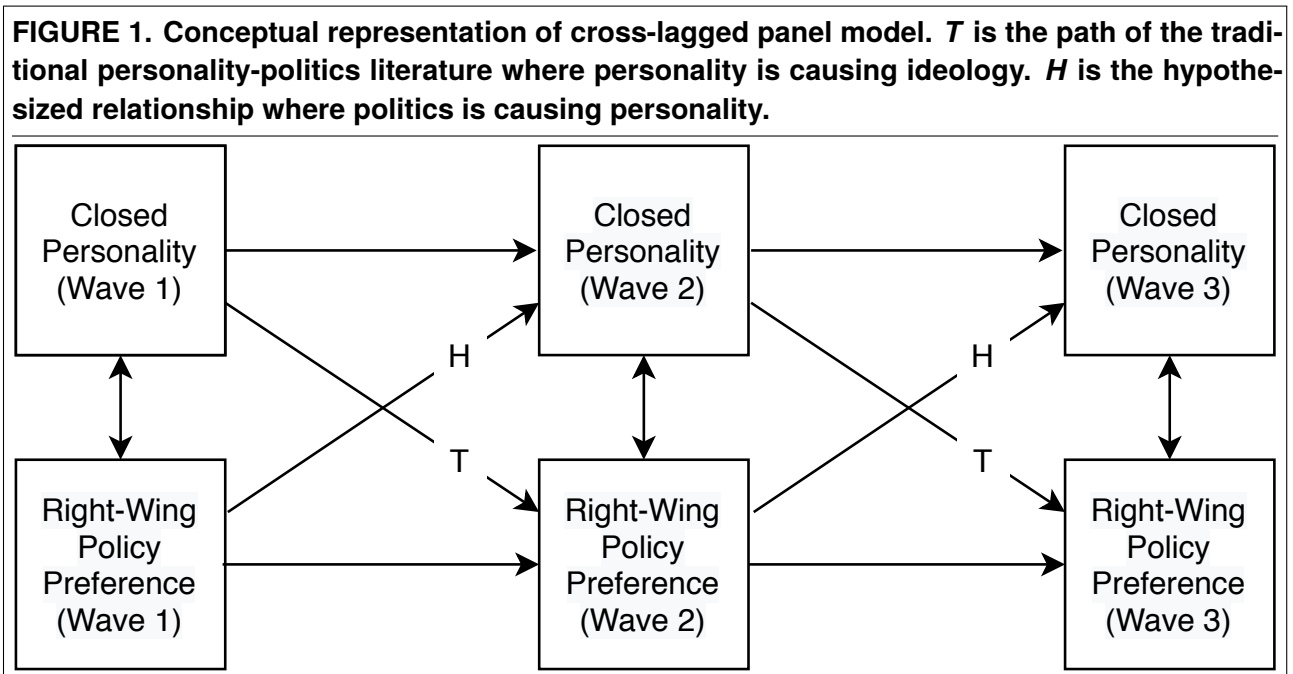 FIGURE 1. Conceptual representation of cross-lagged panel model. T is the path of the tradi-
tional personality-politics literature where personality is causing ideology. H is the hypothe-
sized relationship where politics is causing personality.
Closed
Personality
(Wave 1)
Closed
Personality
(Wave 2)
Closed
Personality
(Wave 3)
H
H
T
T
Right-Wing
Policy
Preference
(Wave 1)
Right-Wing
Policy
Preference
(Wave 2)
Right-Wing
Policy
Preference
(Wave 3)